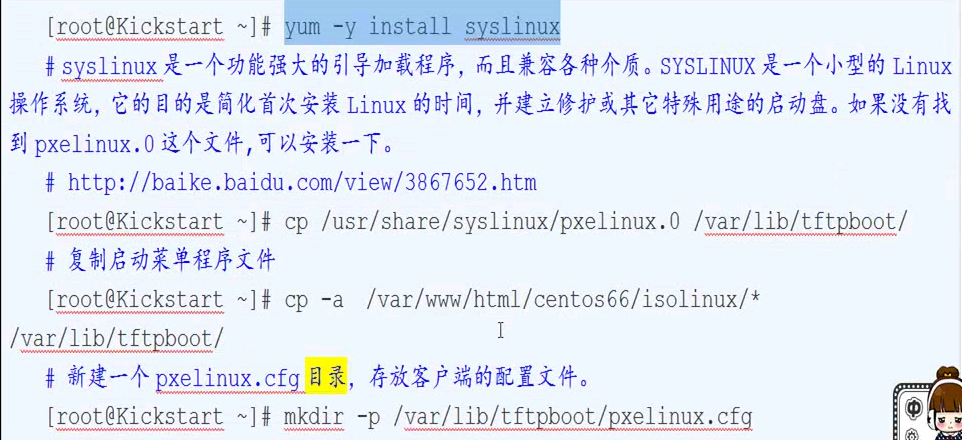 [root@Kickstart ~]# yum -y install syslinux
# syslinux 是一个功能强大的引导加载程序，而且兼容各种介质。SYSLINUX 是一个小型的 Linux
操作系统，它的目的是简化首次安装 Linux 的时间，并建立修护或其它特殊用途的启动盘。如果没有找
到 pxelinux.0 这个文件,可以安装一下。
# http://baike.baidu.com/view/3867652.htm
[root@Kickstart ~]# cp /usr/share/syslinux/pxelinux.0 /var/lib/tftpboot/
# 复制启动菜单程序文件
[root@Kickstart ~]# cp -a /var/www/html/centos66/isolinux/*
/var/lib/tftpboot/
# 新建一个 pxelinux.cfg 目录，存放客户端的配置文件。
[root@Kickstart ~]# mkdir -p /var/lib/tftpboot/pxelinux.cfg
中